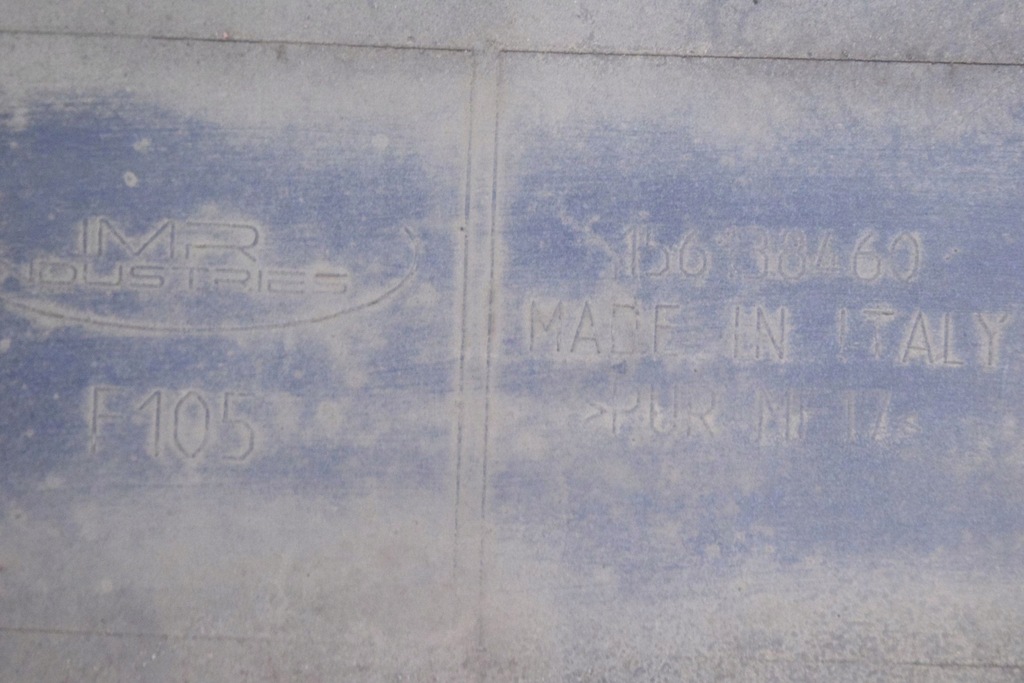 IMR
INDUSTRIES
F105
156138460
MADE IN ITALY
>PUR MF17<